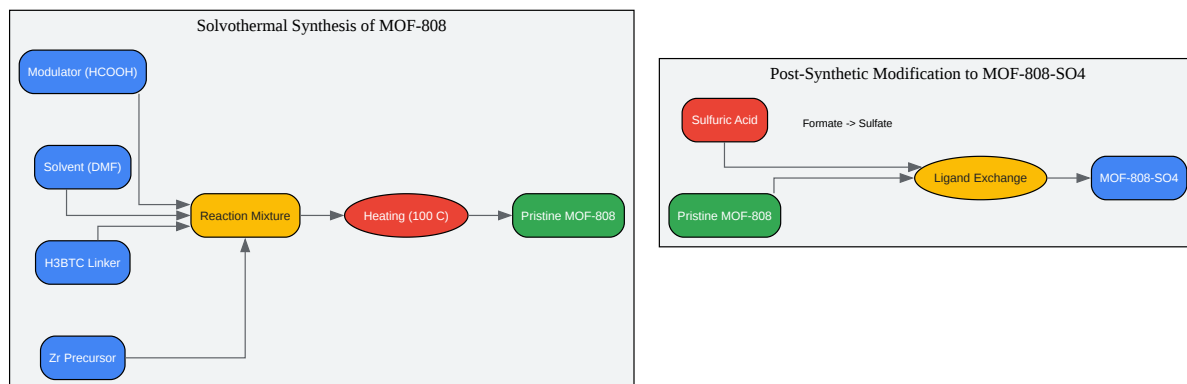 Solvothermal Synthesis of MOF-808
Modulator (HCOOH)
Solvent (DMF)
Reaction Mixture
Heating (100 C)
Pristine MOF-808
H3BTC Linker
Zr Precursor
Post-Synthetic Modification to MOF-808-SO4
Sulfuric Acid
Formate -> Sulfate
Ligand Exchange
MOF-808-SO4
Pristine MOF-808